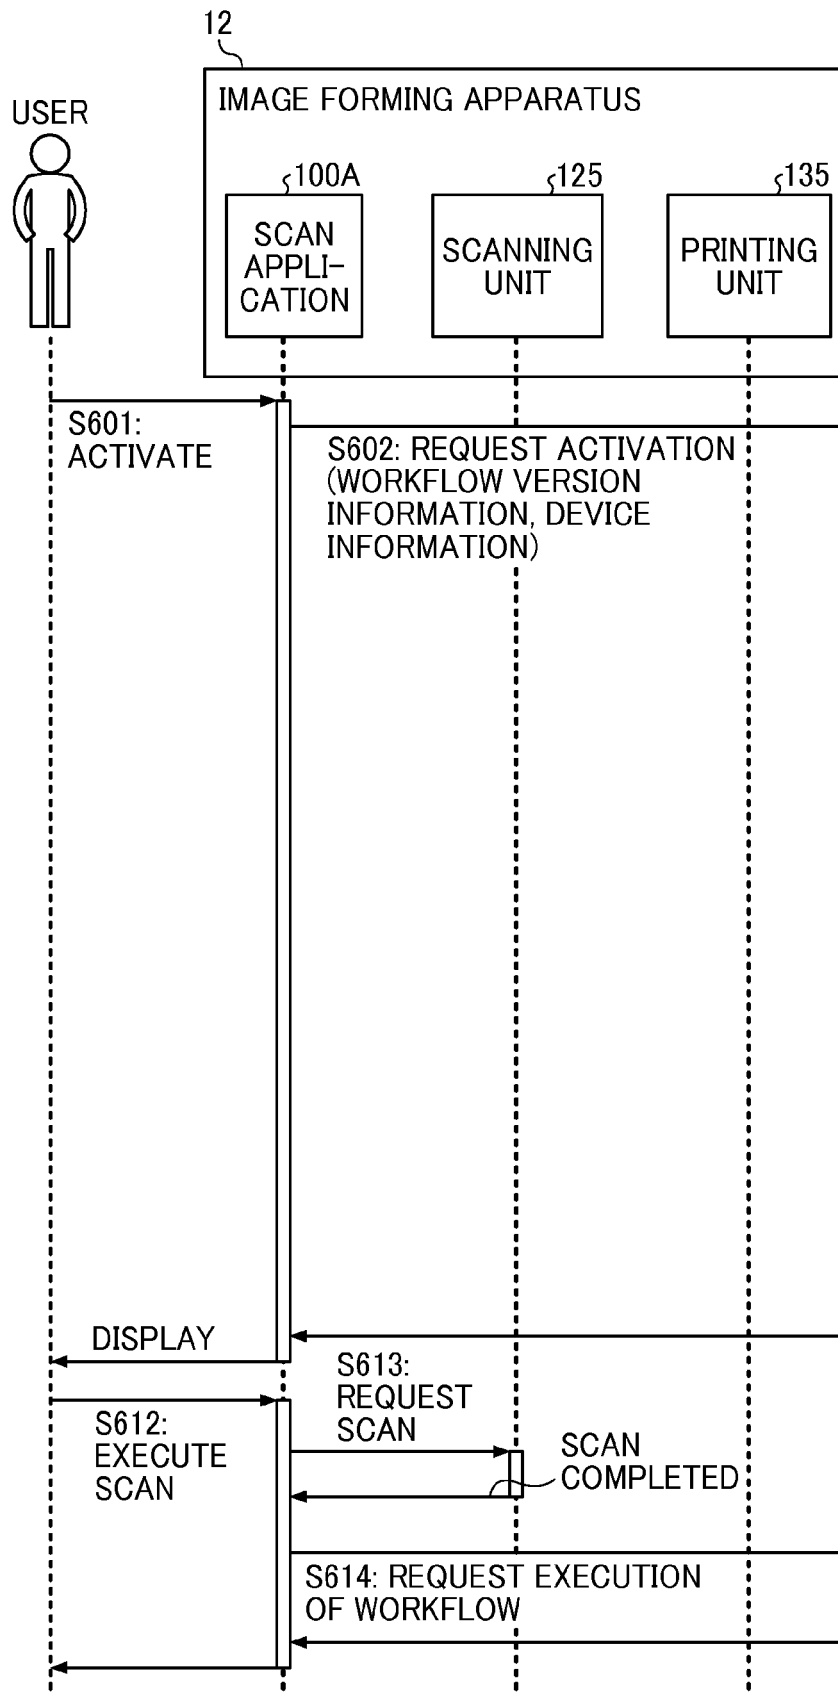 12
IMAGE FORMING APPARATUS
USER
100A
125
135
SCAN
APPLI-
CATION
SCANNING
UNIT
PRINTING
UNIT
S601:
ACTIVATE
S602: REQUEST ACTIVATION
(WORKFLOW VERSION
INFORMATION, DEVICE
INFORMATION)
DISPLAY
S613:
REQUEST
SCAN
S612:
EXECUTE
SCAN
SCAN
COMPLETED
S614: REQUEST EXECUTION
OF WORKFLOW